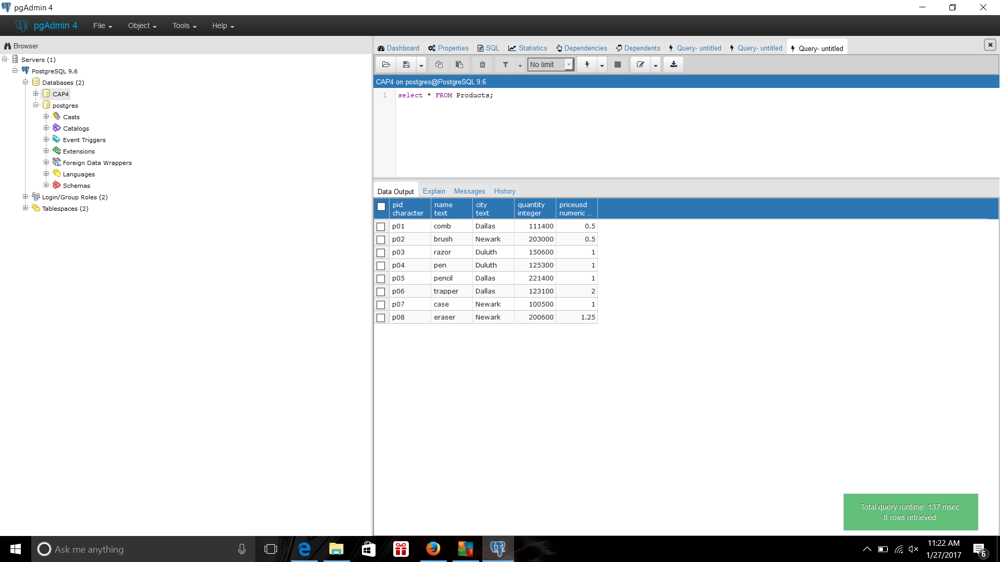 pgAdmin 4
pgAdmin 4 File Object Tools Help
Browser
Servers (1)
PostgreSQL 9.6
Databases (2)
CAP4
postgres
Casts
Catalogs
Event Triggers
Extensions
Foreign Data Wrappers
Languages
Schemas
Login/Group Roles (2)
Tablespaces (2)
Dashboard Properties SQL Statistics Dependencies Dependents Query- untitled Query- untitled Query- untitled
No limit
CAP4 on postgres@PostgreSQL 9.6
1 select * FROM Products;
Data Output Explain Messages History
pid name city quantity priceusd
character text text integer numeric ...
p01 comb Dallas 111400 0.5
p02 brush Newark 203000 0.5
p03 razor Duluth 150600 1
p04 pen Duluth 125300 1
p05 pencil Dallas 221400 1
p06 trapper Dallas 123100 2
p07 case Newark 100500 1
p08 eraser Newark 200600 1.25
Total query runtime: 137 msec.
8 rows retrieved.
Ask me anything
11:22 AM
1/27/2017
6